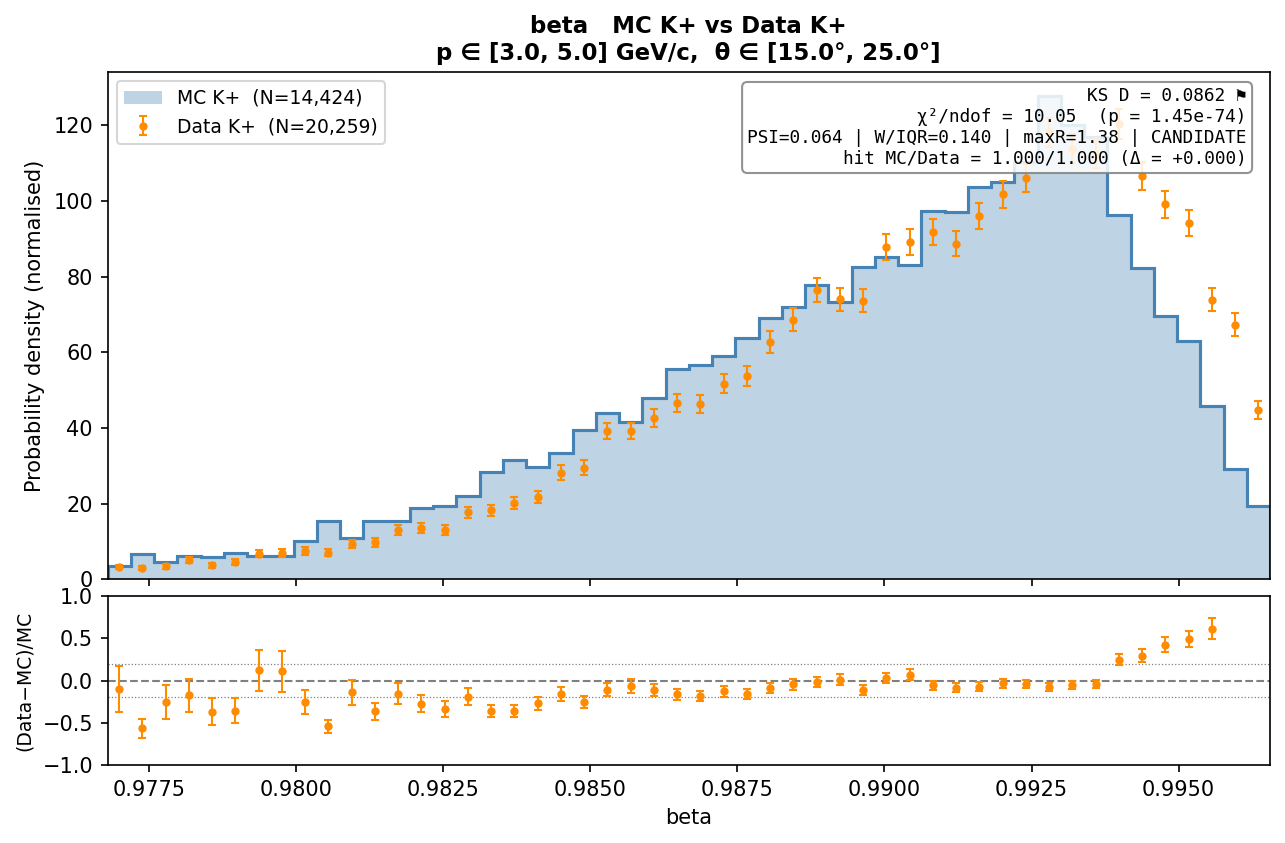 beta   MC K+ vs Data K+
p ∈ [3.0, 5.0] GeV/c,  θ ∈ [15.0°, 25.0°]
MC K+  (N=14,424)
Data K+  (N=20,259)
KS D = 0.0862 ⚑
χ²/ndof = 10.05  (p = 1.45e-74)
PSI=0.064 | W/IQR=0.140 | maxR=1.38 | CANDIDATE
hit MC/Data = 1.000/1.000 (Δ = +0.000)
Probability density (normalised)
120
100
80
60
40
20
0
(Data−MC)/MC
1.0
0.5
0.0
−0.5
−1.0
0.9775 0.9800 0.9825 0.9850 0.9875 0.9900 0.9925 0.9950
beta